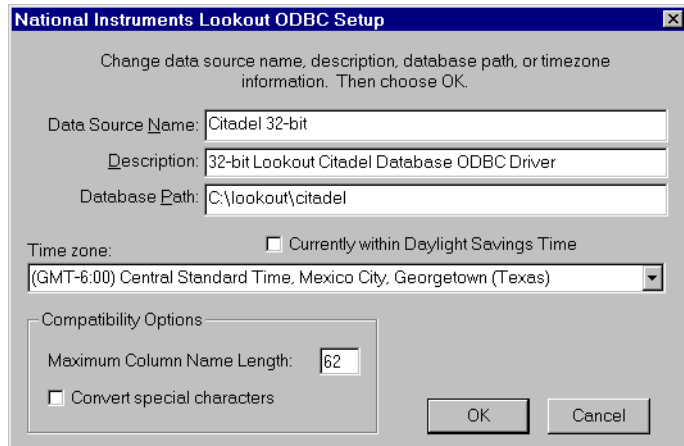 National Instruments Lookout ODBC Setup
Change data source name, description, database path, or timezone
information. Then choose OK.
Data Source Name: Citadel 32-bit
Description: 32-bit Lookout Citadel Database ODBC Driver
Database Path: C:\lookout\citadel
Time zone: Currently within Daylight Savings Time
(GMT-6:00) Central Standard Time, Mexico City, Georgetown (Texas)
Compatibility Options
Maximum Column Name Length: 62
Convert special characters
OK Cancel